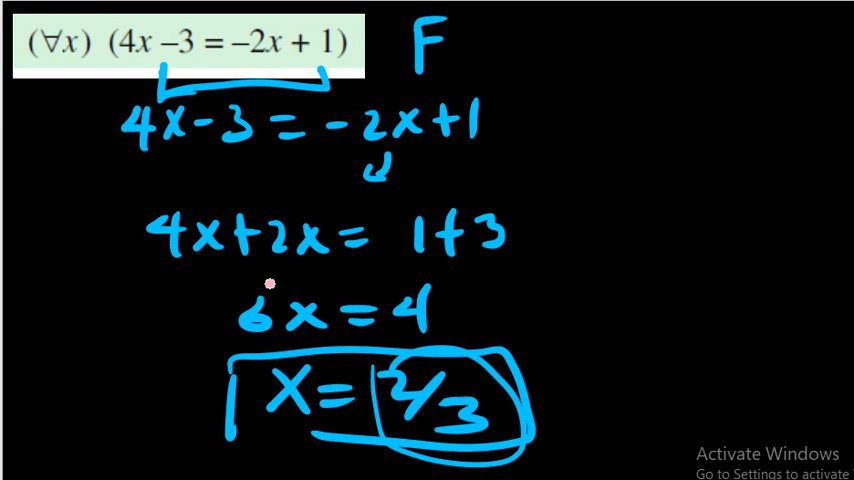 (∀x) (4x –3 = –2x + 1) F
4x-3 = -2x+1
4x+2x = 1+3
6x = 4
x = 2/3
Activate Windows
Go to Settings to activate